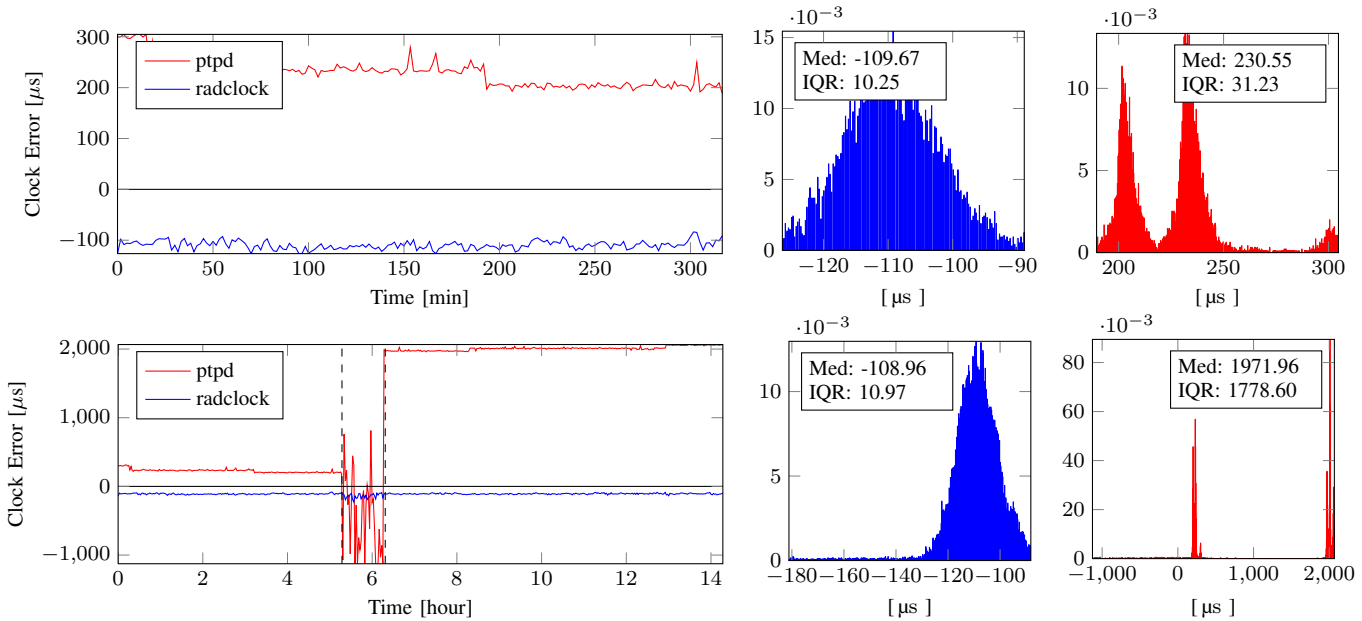 300
200
100
0
−100
Clock Error [µs]
ptpd
radclock
0 50 100 150 200 250 300
Time [min]
·10−3
15
10
5
0
Med: -109.67
IQR: 10.25
−120 −110 −100 −90
[ µs ]
·10−3
10
5
0
Med: 230.55
IQR: 31.23
200 250 300
[ µs ]
2,000
1,000
0
−1,000
Clock Error [µs]
ptpd
radclock
0 2 4 6 8 10 12 14
Time [hour]
·10−3
10
5
0
Med: -108.96
IQR: 10.97
−180 −160 −140 −120 −100
[ µs ]
·10−3
80
60
40
20
0
Med: 1971.96
IQR: 1778.60
−1,000 0 1,000 2,000
[ µs ]